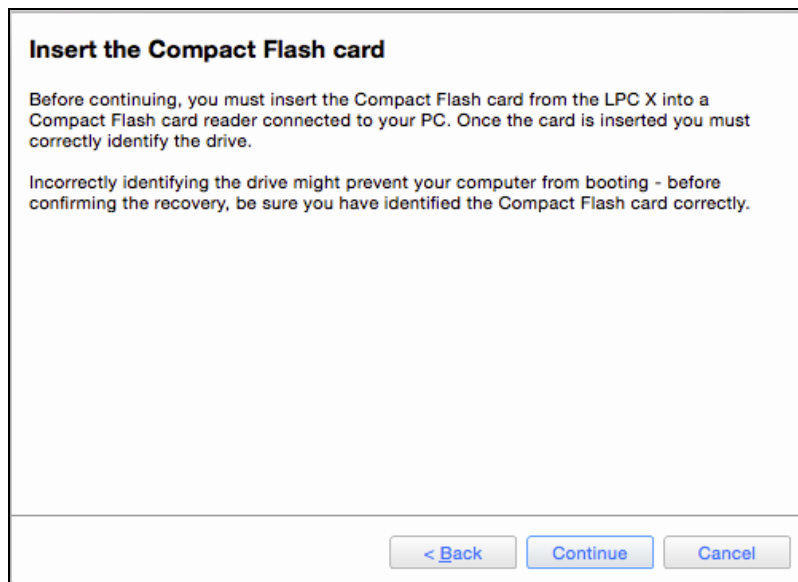 Insert the Compact Flash card
Before continuing, you must insert the Compact Flash card from the LPC X into a
Compact Flash card reader connected to your PC. Once the card is inserted you must
correctly identify the drive.
Incorrectly identifying the drive might prevent your computer from booting - before
confirming the recovery, be sure you have identified the Compact Flash card correctly.
< Back
Continue
Cancel